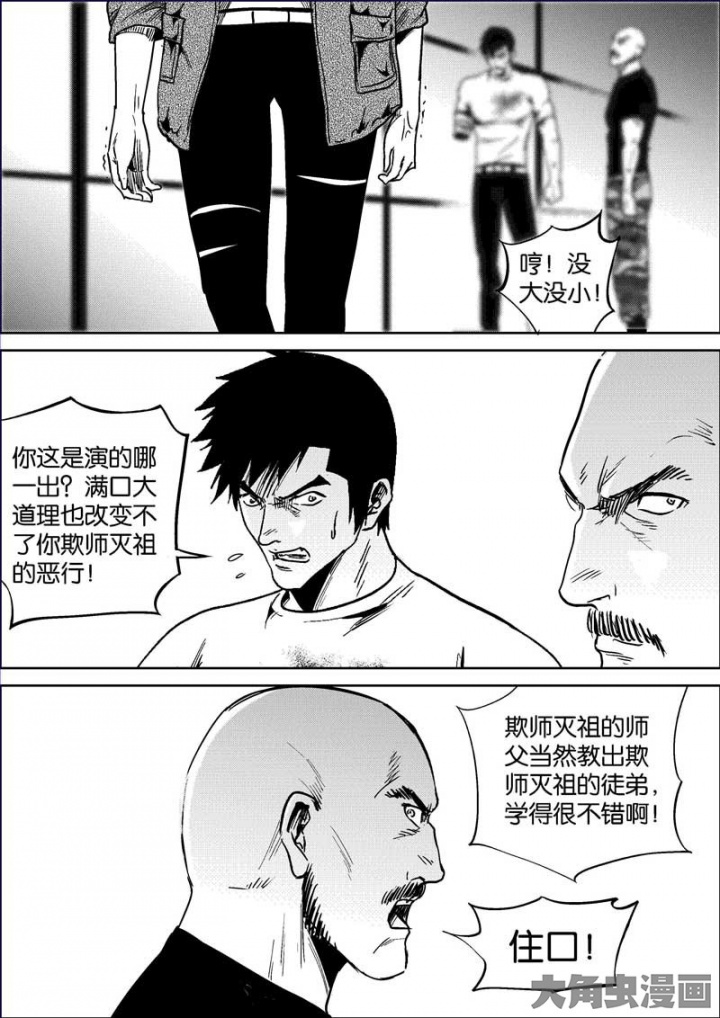 哼！没
大没小！
你这是演的哪
一出？满口大
道理也改变不
了你欺师灭祖
的恶行！
欺师灭祖的师
父当然教出欺
师灭祖的徒弟，
学得很不错啊！
住口！
大角虫漫画